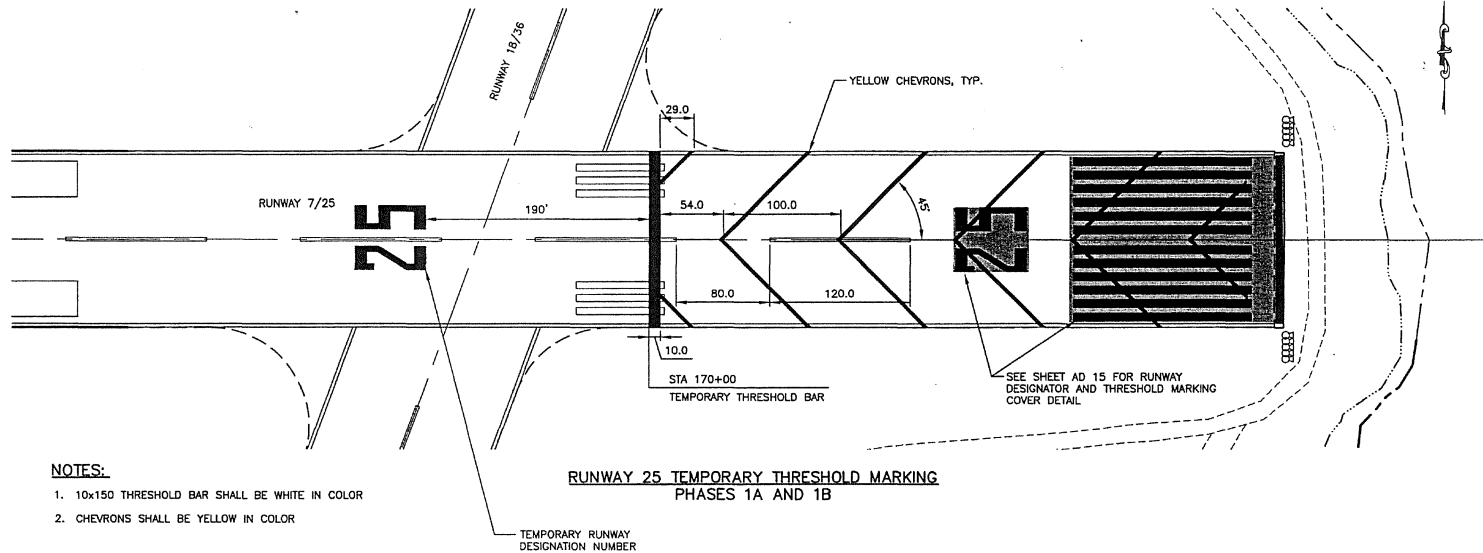 RUNWAY 18/36
YELLOW CHEVRONS, TYP.
29.0
RUNWAY 7/25
25
190'
54.0
100.0
45°
80.0
120.0
10.0
STA 170+00
TEMPORARY THRESHOLD BAR
SEE SHEET AD 15 FOR RUNWAY
DESIGNATOR AND THRESHOLD MARKING
COVER DETAIL
NOTES:
1. 10x150 THRESHOLD BAR SHALL BE WHITE IN COLOR
2. CHEVRONS SHALL BE YELLOW IN COLOR
RUNWAY 25 TEMPORARY THRESHOLD MARKING
PHASES 1A AND 1B
TEMPORARY RUNWAY
DESIGNATION NUMBER